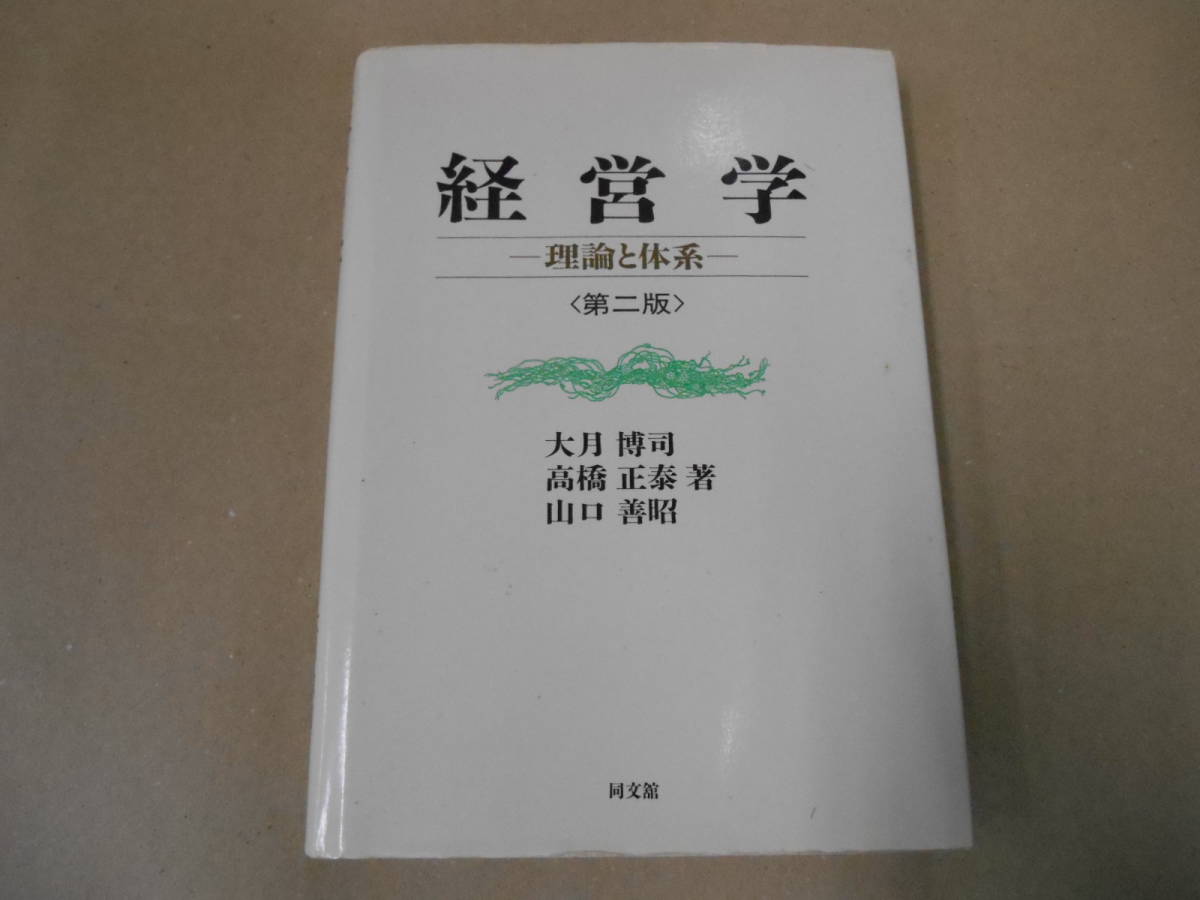 経営学
―理論と体系―
〈第二版〉
大月 博司
高橋 正泰 著
山口 善昭
同文舘